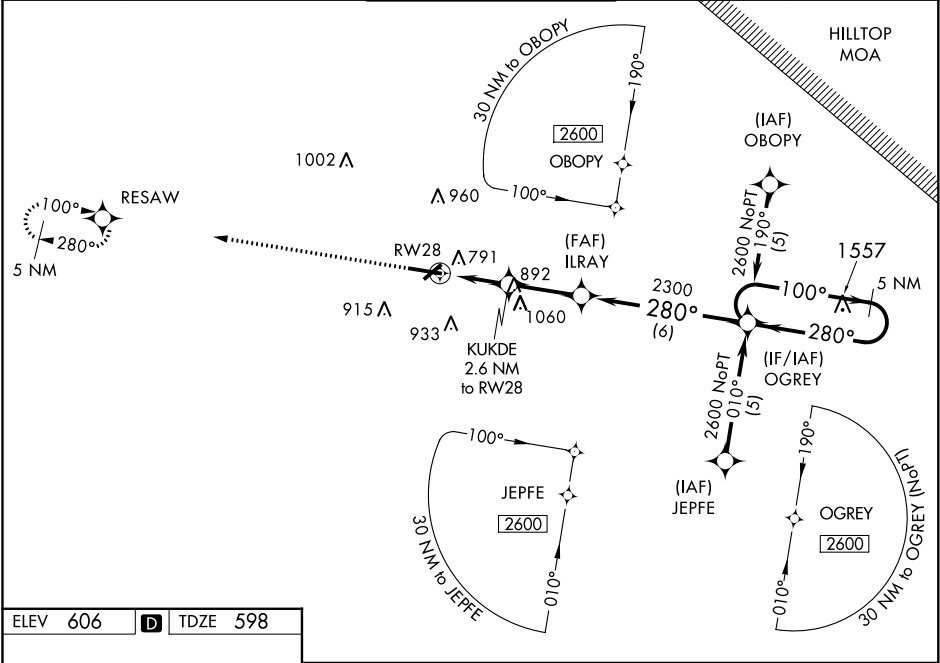 HILLTOP
MOA
30 NM to OBOPY
190°
2600
OBOPY
100°
(IAF)
OBOPY
1002
960
RESAW
100°
280°
5 NM
2600 NoPT
190°
(5)
(FAF)
ILRAY
RW28
791
892
1557
100°
5 NM
2300
280°
(6)
280°
915
933
1060
KUKDE
2.6 NM
to RW28
(IF/IAF)
OGREY
2600 NoPT
010°
(5)
100°
190°
(IAF)
JEPFE
JEPFE
2600
OGREY
2600
30 NM to JEPFE
010°
010°
30 NM to OGREY (NoPT)
ELEV 606 D TDZE 598